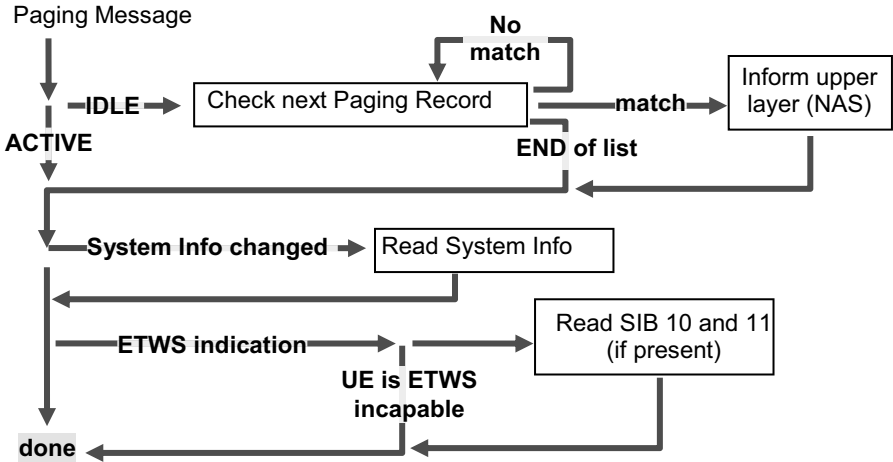 Paging Message
No
match
IDLE
Check next Paging Record
match
Inform upper
layer (NAS)
ACTIVE
END of list
System Info changed
Read System Info
ETWS indication
Read SIB 10 and 11
(if present)
UE is ETWS
incapable
done